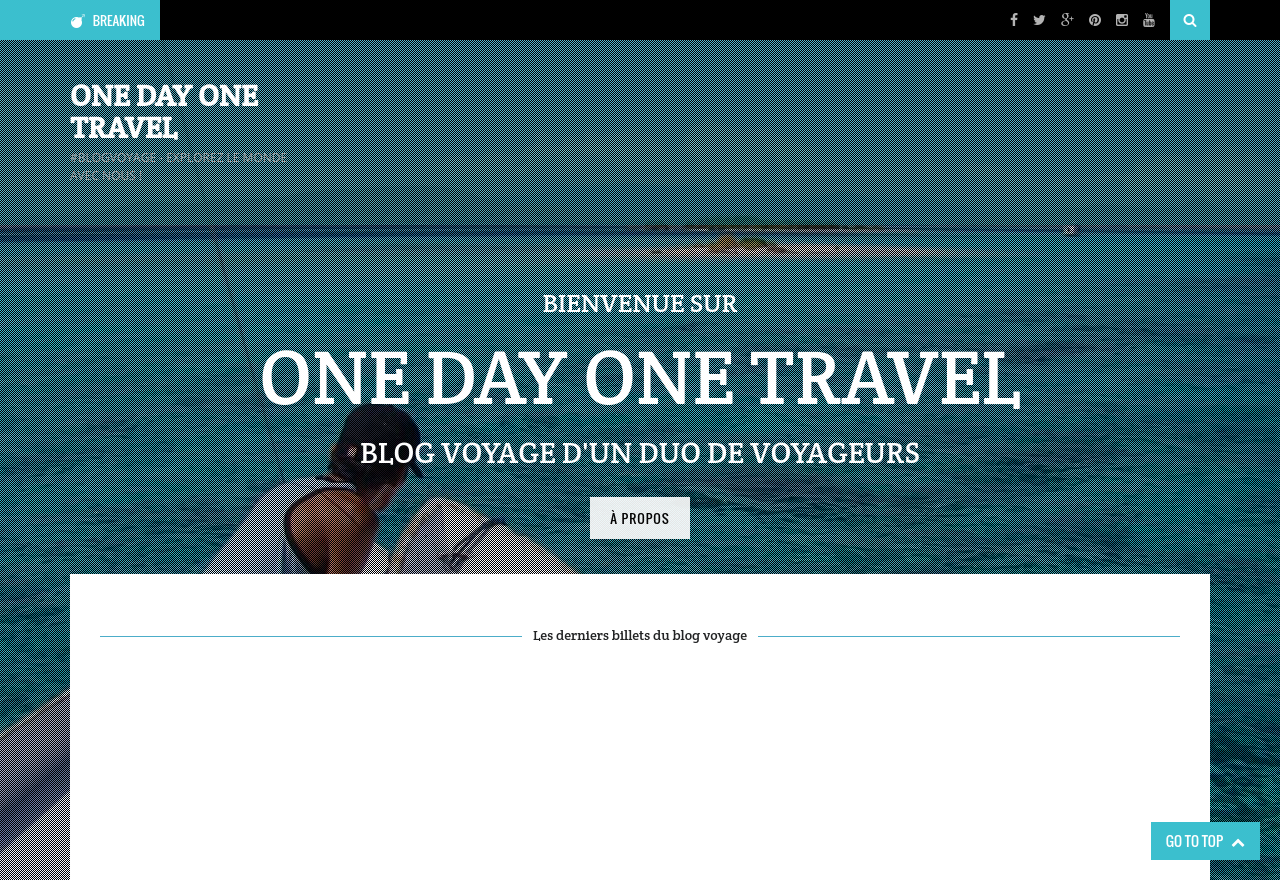 BREAKING
ONE DAY ONE
TRAVEL
#BLOGVOYAGE • EXPLOREZ LE MONDE
AVEC NOUS !
BIENVENUE SUR
ONE DAY ONE TRAVEL
BLOG VOYAGE D'UN DUO DE VOYAGEURS
À PROPOS
Les derniers billets du blog voyage
GO TO TOP